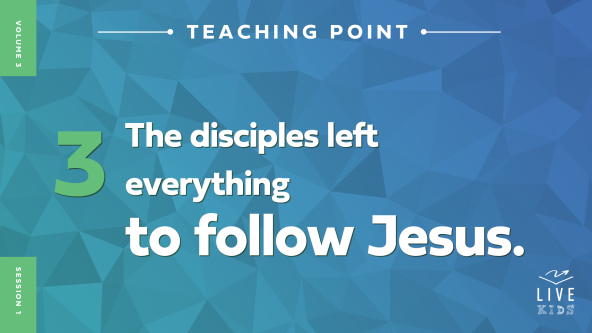 VOLUME 3
TEACHING POINT
3
The disciples left
everything
to follow Jesus.
SESSION 1
LIVE
KIDS